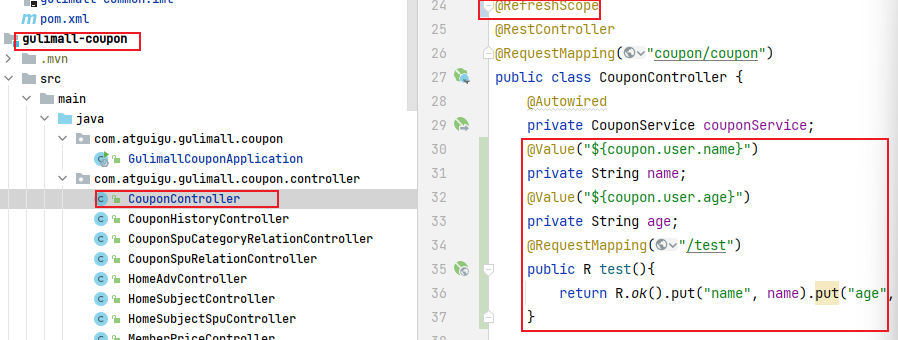 gulimall-common.iml
pom.xml
gulimall-coupon
.mvn
src
main
java
com.atguigu.gulimall.coupon
GulimallCouponApplication
com.atguigu.gulimall.coupon.controller
CouponController
CouponHistoryController
CouponSpuCategoryRelationController
CouponSpuRelationController
HomeAdvController
HomeSubjectController
HomeSubjectSpuController
MemberPriceController
24 @RefreshScope
25 @RestController
26 @RequestMapping("coupon/coupon")
27 public class CouponController {
28 @Autowired
29 private CouponService couponService;
30 @Value("${coupon.user.name}")
31 private String name;
32 @Value("${coupon.user.age}")
33 private String age;
34 @RequestMapping("/test")
35 public R test(){
36 return R.ok().put("name", name).put("age",
37 }
38